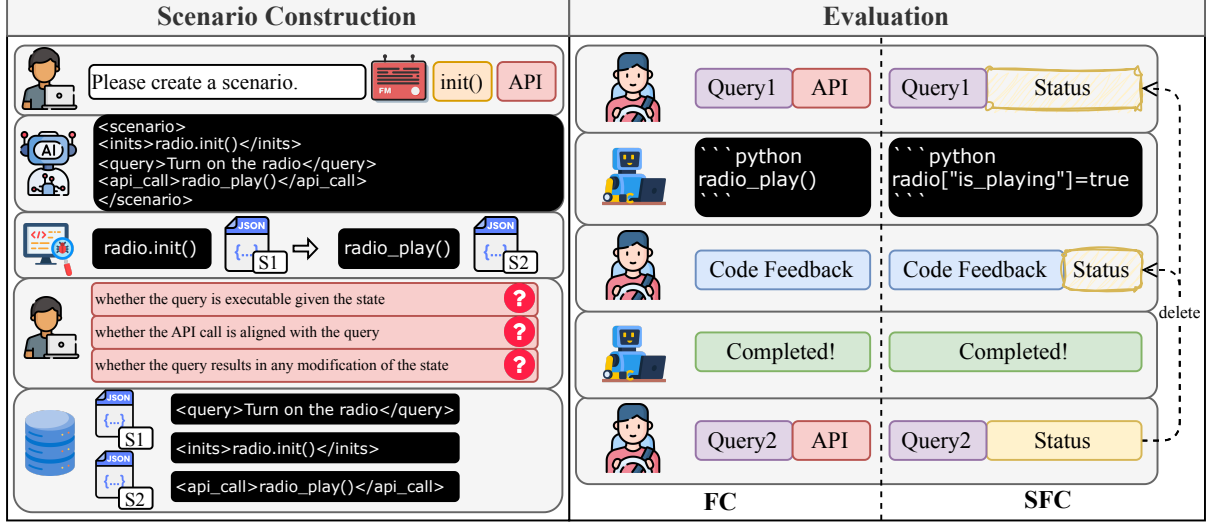 Scenario Construction
Please create a scenario.
FM
init()
API
AI
<scenario>
<inits>radio.init()</inits>
<query>Turn on the radio</query>
<api_call>radio_play()</api_call>
</scenario>
</>
radio.init()
JSON
{...}
S1
radio_play()
JSON
{...}
S2
whether the query is executable given the state
?
whether the API call is aligned with the query
?
whether the query results in any modification of the state
?
JSON
{...}
S1
JSON
{...}
S2
<query>Turn on the radio</query>
<inits>radio.init()</inits>
<api_call>radio_play()</api_call>
Evaluation
Query1
API
Query1
Status
```python
radio_play()
```
```python
radio["is_playing"]=true
```
Code Feedback
Code Feedback
Status
delete
Completed!
Completed!
Query2
API
Query2
Status
FC
SFC